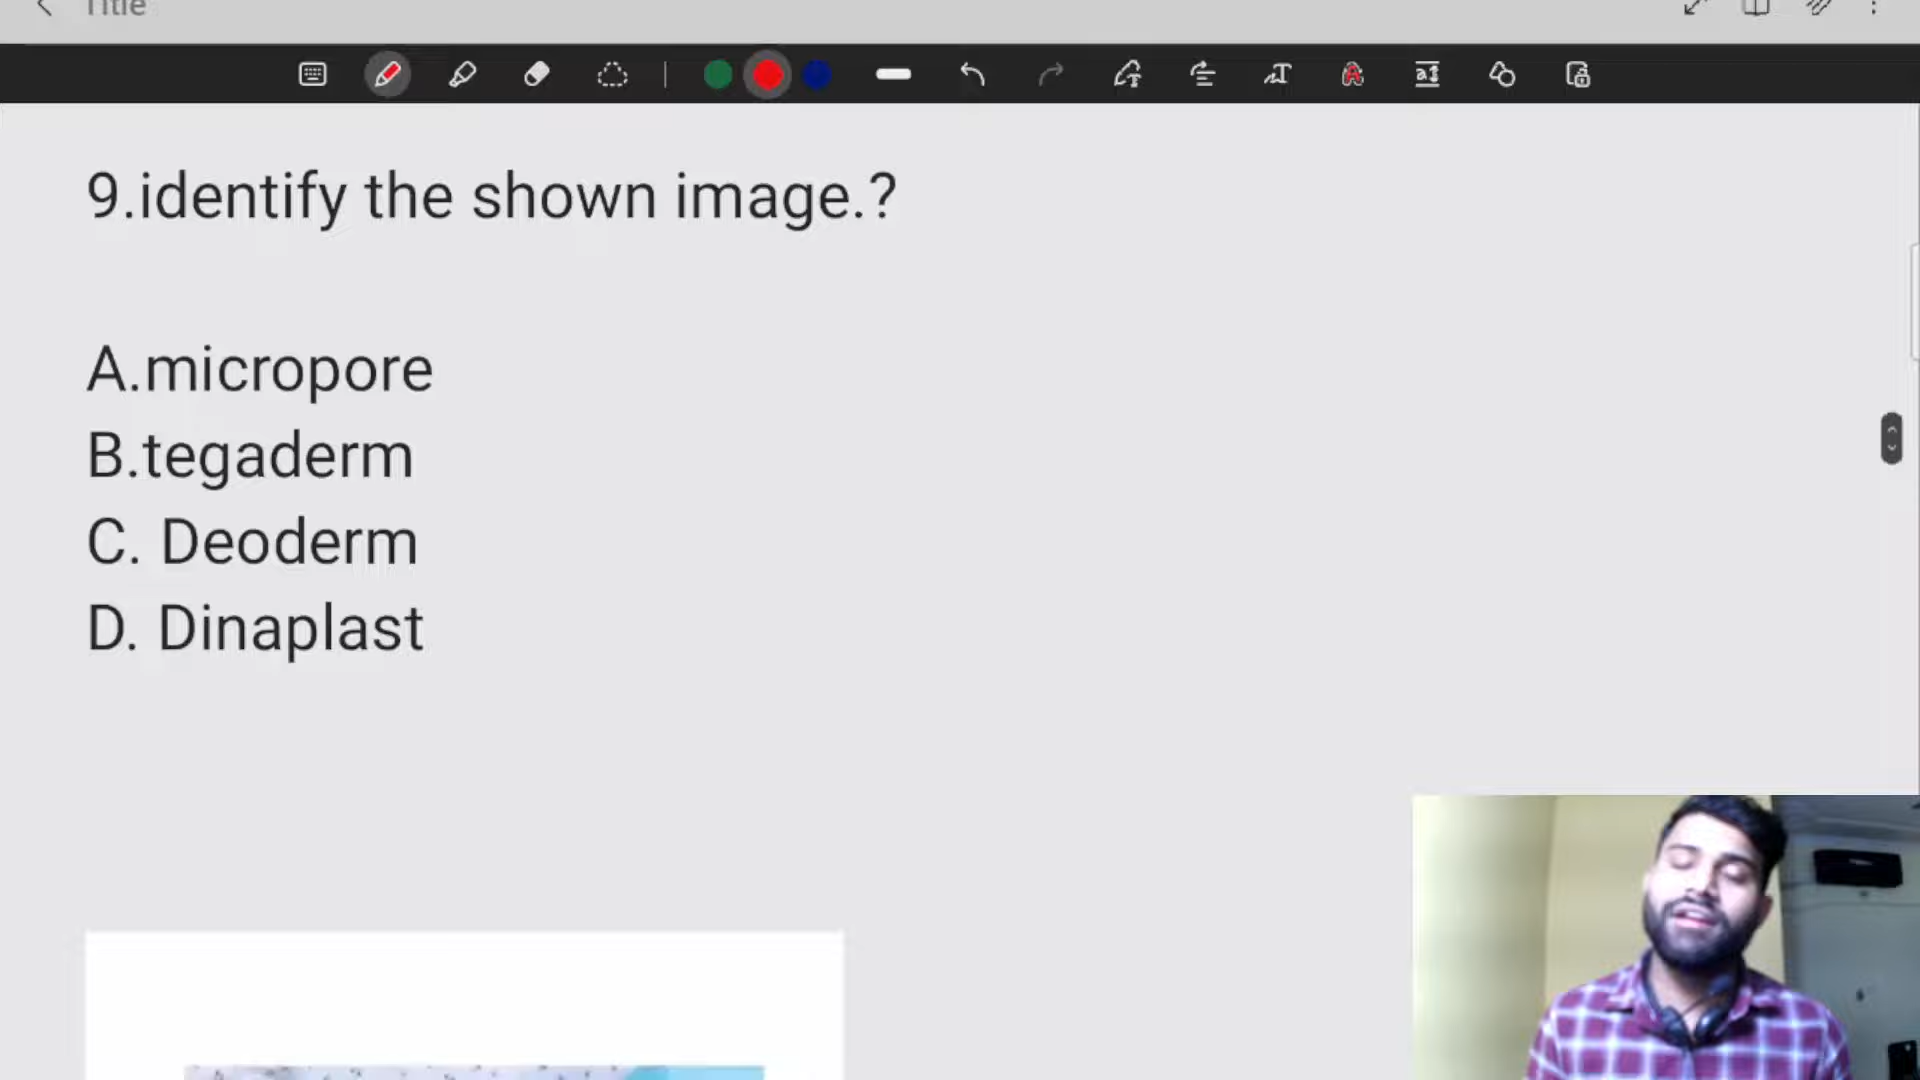 Title
9.identify the shown image.?
A.micropore
B.tegaderm
C. Deoderm
D. Dinaplast